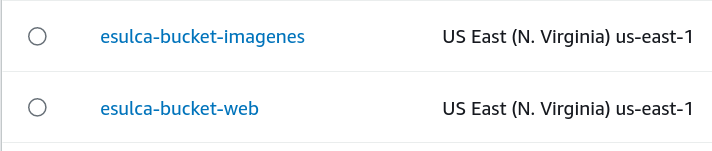 esulca-bucket-imagenes US East (N. Virginia) us-east-1
esulca-bucket-web US East (N. Virginia) us-east-1